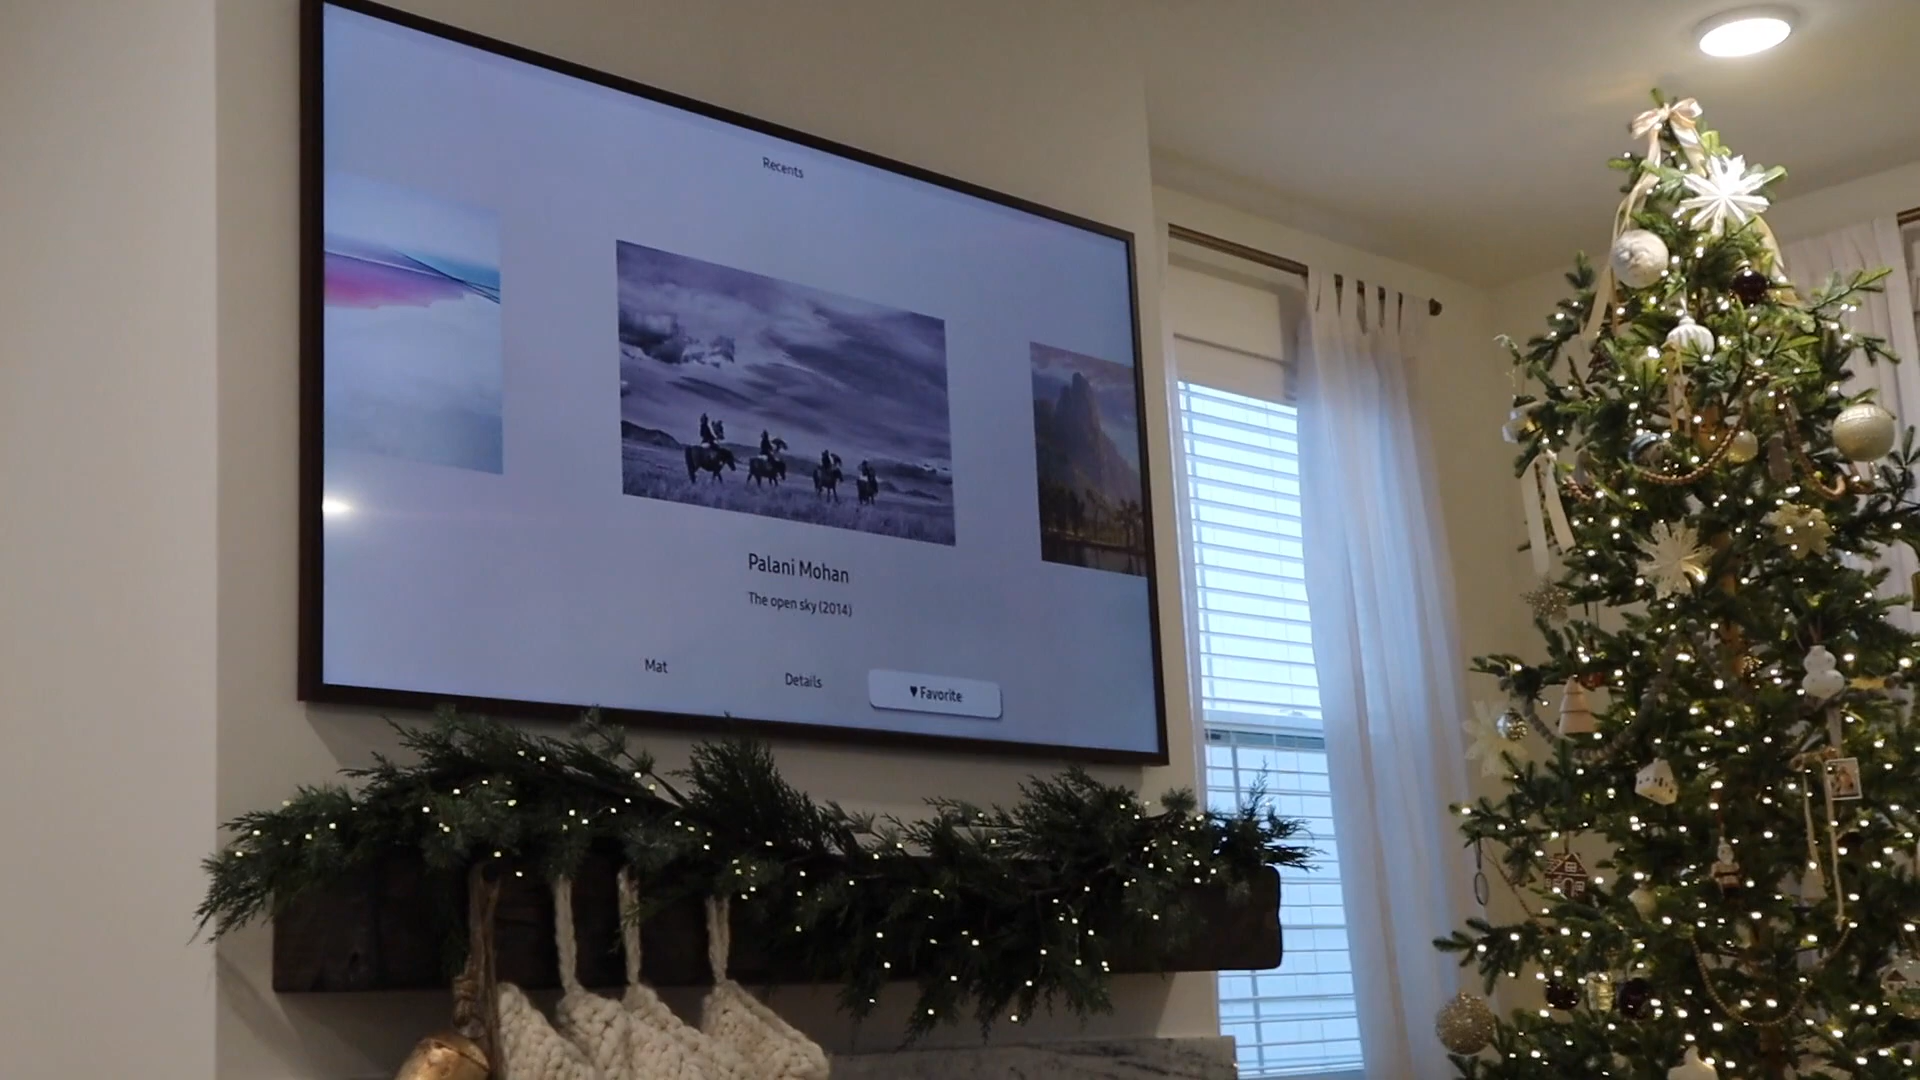 Recents
Palani Mohan
The open sky (2014)
Mat
Details
♥ Favorite